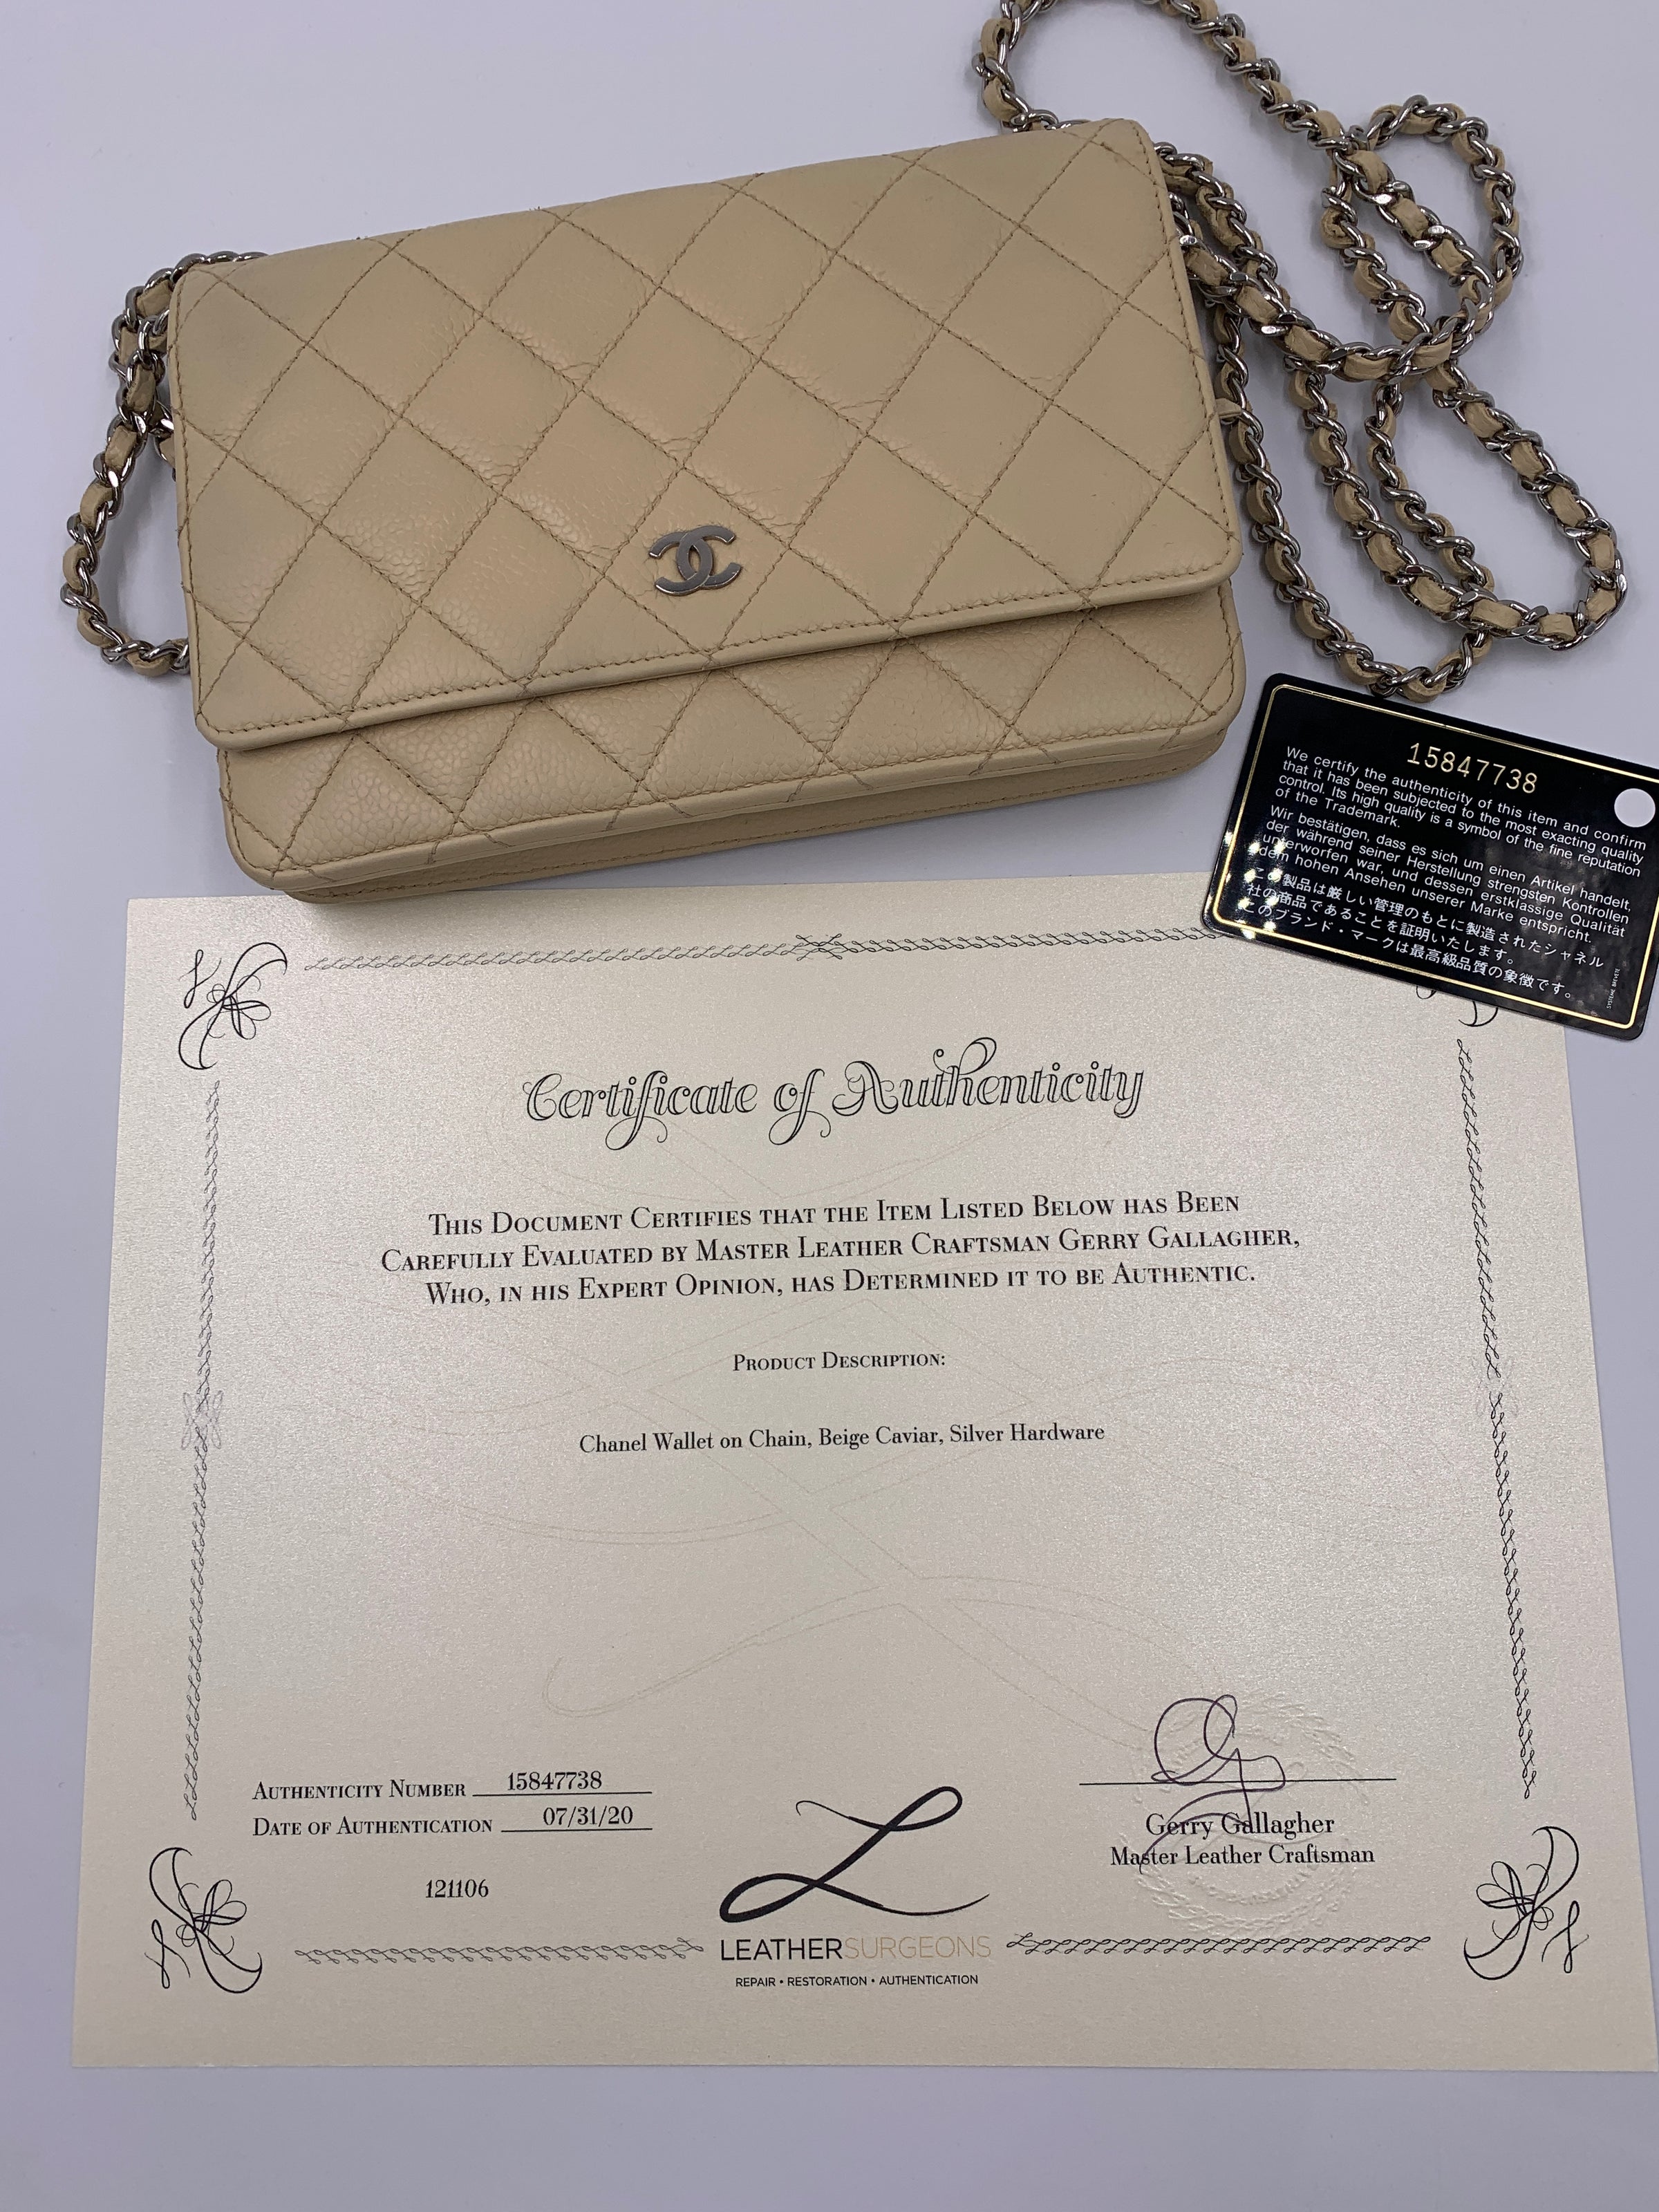 15847738
We certify the authenticity of this item and confirm
that it has been subjected to the most exacting quality
control. Its high quality is a symbol of the fine reputation
of the Trademark.
Wir bestätigen, dass es sich um einen Artikel handelt,
der während seiner Herstellung strengsten Kontrollen
unterworfen war, und dessen erstklassige Qualität
dem hohen Ansehen unserer Marke entspricht.
この製品は厳しい管理のもとに製造されたシャネル
社の商品であることを証明いたします。
このブランド・マークは最高級品質の象徴です。
SYSTEME BREVETE
Certificate of Authenticity
This Document Certifies that the Item Listed Below has Been
Carefully Evaluated by Master Leather Craftsman Gerry Gallagher,
Who, in his Expert Opinion, has Determined it to be Authentic.
Product Description:
Chanel Wallet on Chain, Beige Caviar, Silver Hardware
Authenticity Number 15847738
Date of Authentication 07/31/20
121106
Gerry Gallagher
Master Leather Craftsman
L
LEATHERSURGEONS
REPAIR • RESTORATION • AUTHENTICATION